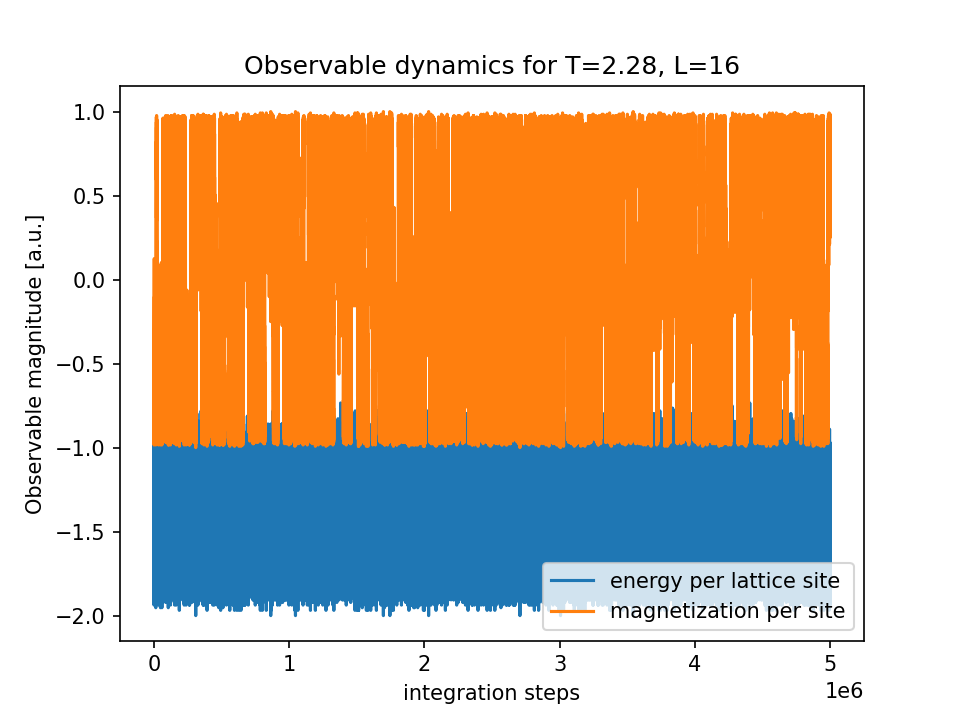 Observable dynamics for T=2.28, L=16
Observable magnitude [a.u.]
1.0
0.5
0.0
−0.5
−1.0
−1.5
−2.0
energy per lattice site
magnetization per site
0 1 2 3 4 5
1e6
integration steps